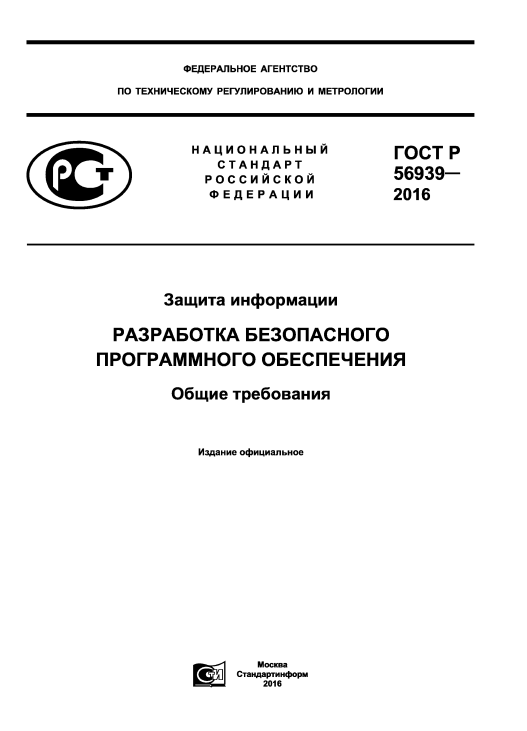 ФЕДЕРАЛЬНОЕ АГЕНТСТВО
ПО ТЕХНИЧЕСКОМУ РЕГУЛИРОВАНИЮ И МЕТРОЛОГИИ
РСТ
НАЦИОНАЛЬНЫЙ
СТАНДАРТ
РОССИЙСКОЙ
ФЕДЕРАЦИИ
ГОСТ Р
56939—
2016
Защита информации
РАЗРАБОТКА БЕЗОПАСНОГО
ПРОГРАММНОГО ОБЕСПЕЧЕНИЯ
Общие требования
Издание официальное
Москва
Стандартинформ
2016